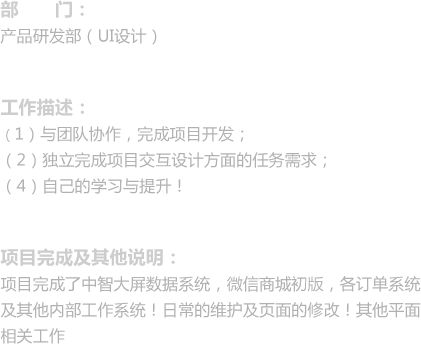 部　　门：
产品研发部（UI设计）
工作描述：
（1）与团队协作，完成项目开发；
（2）独立完成项目交互设计方面的任务需求；
（4）自己的学习与提升！
项目完成及其他说明：
项目完成了中智大屏数据系统，微信商城初版，各订单系统
及其他内部工作系统！日常的维护及页面的修改！其他平面
相关工作